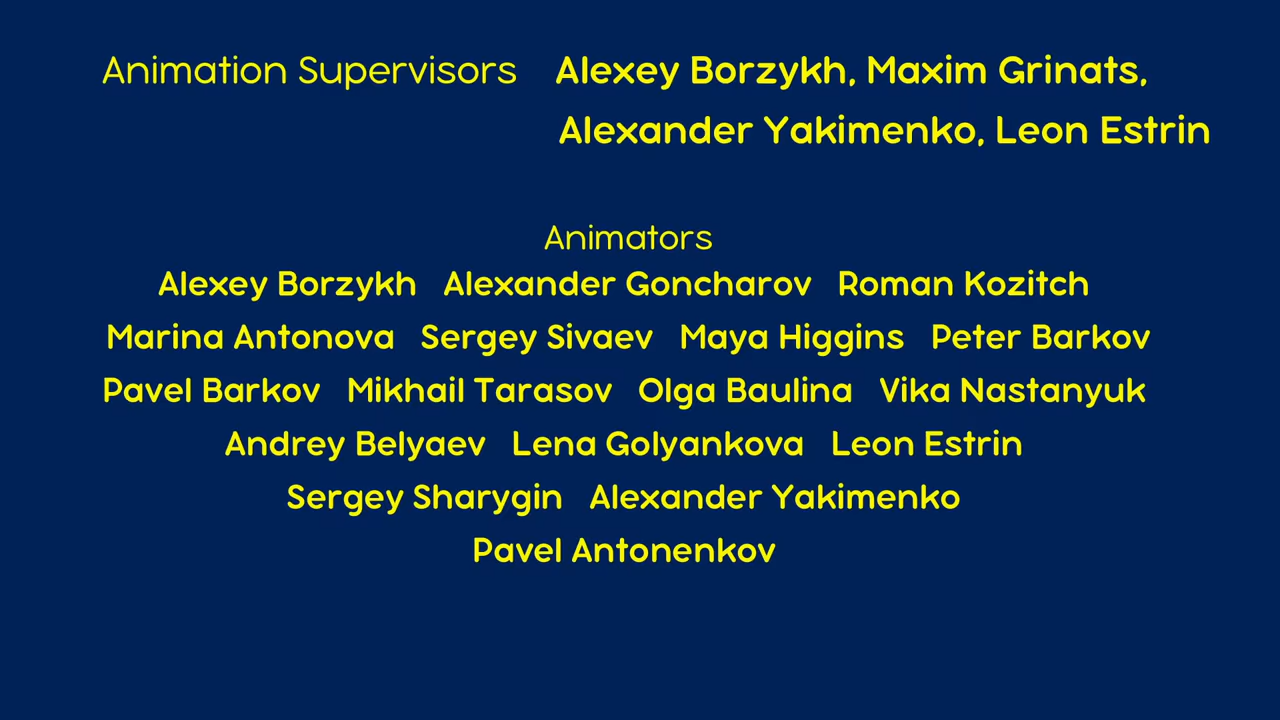 Animation Supervisors Alexey Borzykh, Maxim Grinats,
Alexander Yakimenko, Leon Estrin
Animators
Alexey Borzykh Alexander Goncharov Roman Kozitch
Marina Antonova Sergey Sivaev Maya Higgins Peter Barkov
Pavel Barkov Mikhail Tarasov Olga Baulina Vika Nastanyuk
Andrey Belyaev Lena Golyankova Leon Estrin
Sergey Sharygin Alexander Yakimenko
Pavel Antonenkov